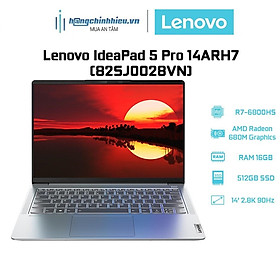 h@ngchinhhieu.vn
MUA AN TÂM
Lenovo
Lenovo IdeaPad 5 Pro 14ARH7
(82SJ0028VN)
R7-6800HS
AMD Radeon
680M Graphics
RAM 16GB
512GB SSD
14' 2.8K 90Hz